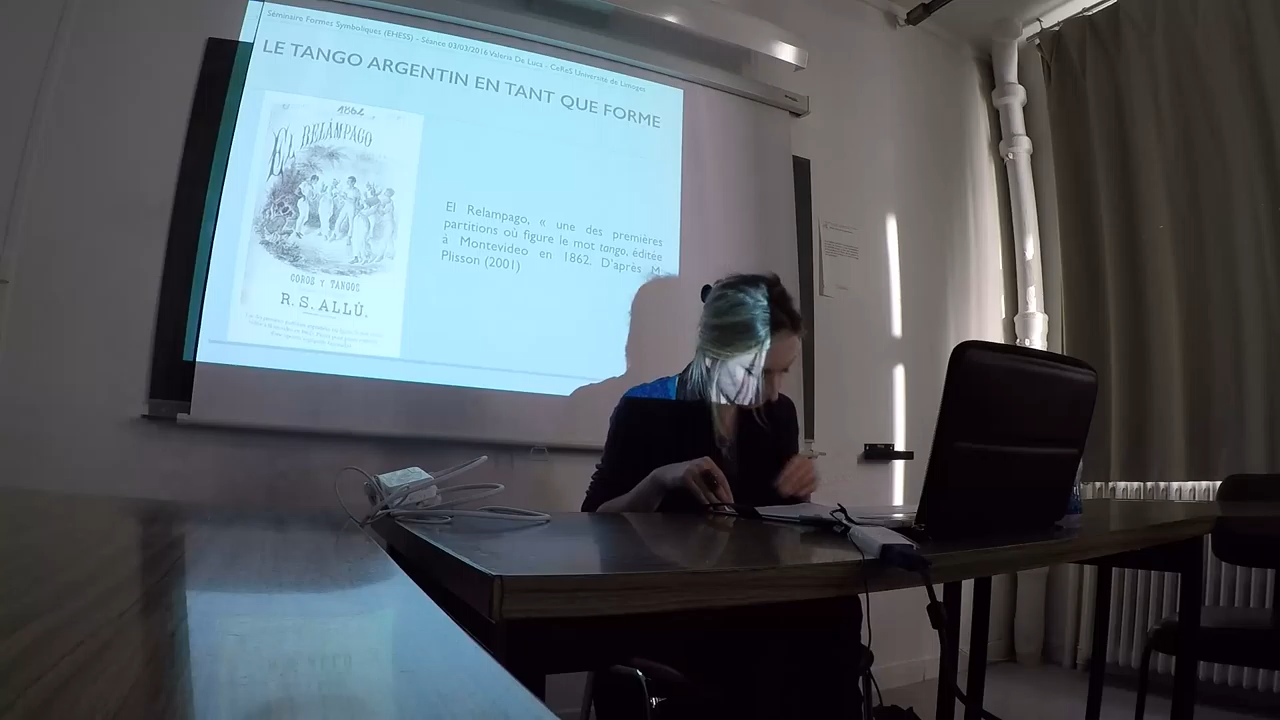 Séminaire Formes Symboliques (EHESS) - Séance 03/03/2016 Valeria De Luca - CeReS Université de Limoges
LE TANGO ARGENTIN EN TANT QUE FORME
1862
EL RELÁMPAGO
COROS Y TANGOS
R. S. ALLÚ.
El Relampago, « une des premières
partitions où figure le mot tango, éditée
à Montevideo en 1862. D'après M
Plisson (2001)